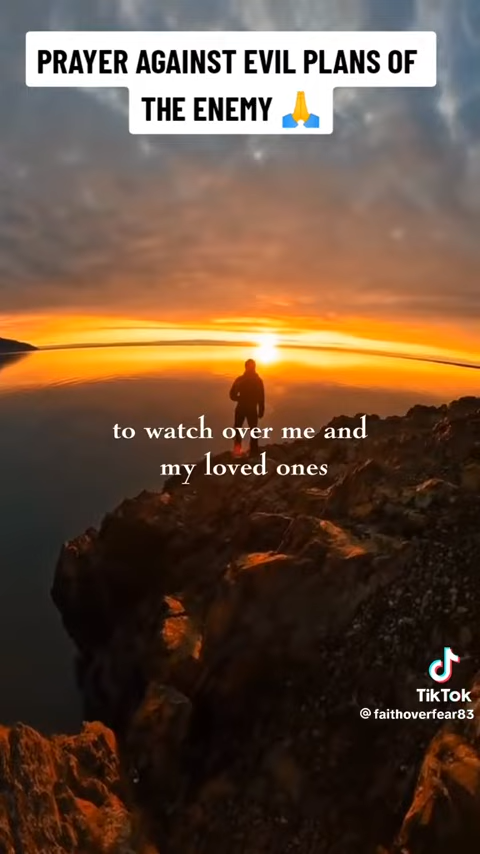 PRAYER AGAINST EVIL PLANS OF
THE ENEMY 🙏
to watch over me and
my loved ones
TikTok
@faithoverfear83